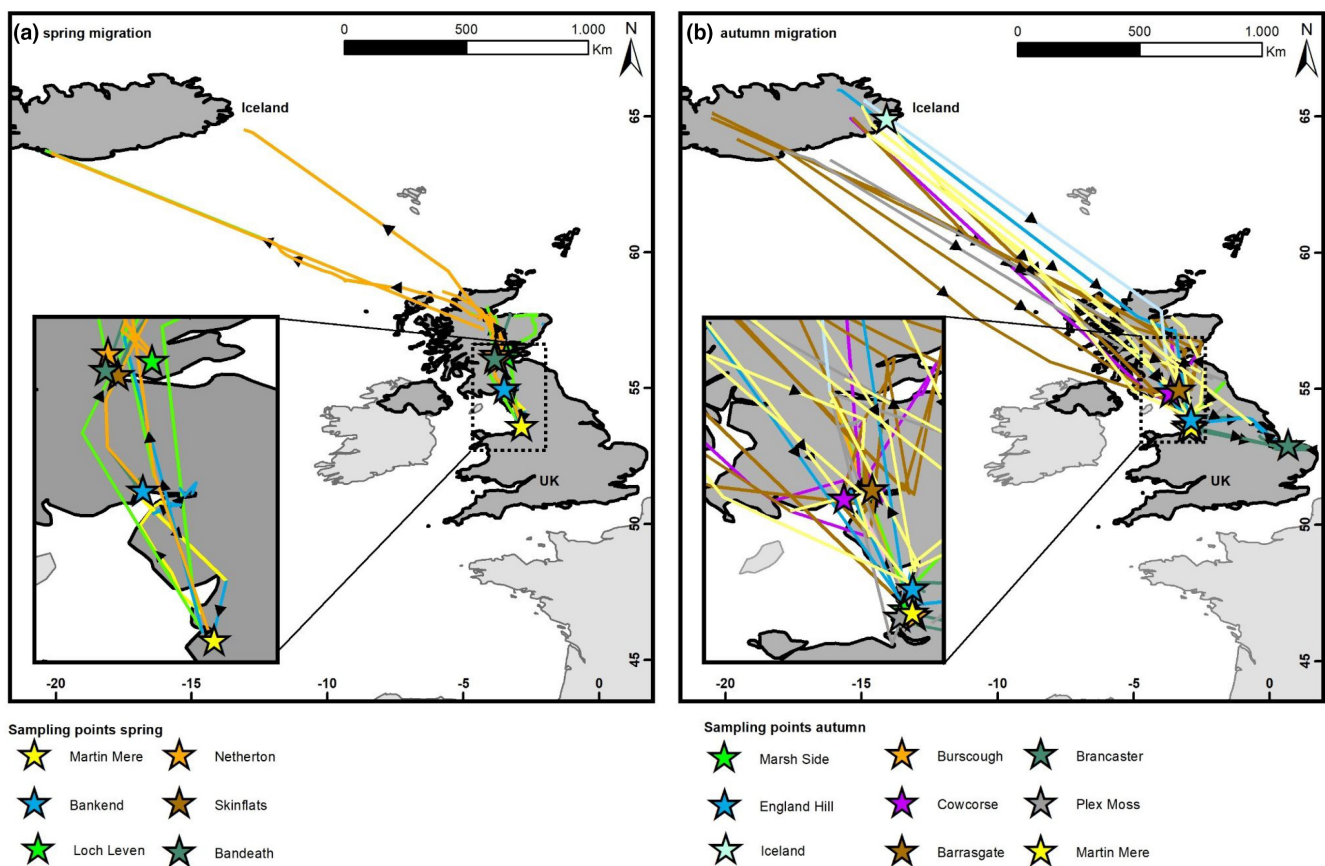 (a) spring migration
0 500 1.000
Km
N
Iceland
UK
65
60
55
50
45
-20 -15 -10 -5 0
Sampling points spring
Martin Mere
Netherton
Bankend
Skinflats
Loch Leven
Bandeath
(b) autumn migration
0 500 1.000
Km
N
Iceland
UK
65
60
55
50
45
-20 -15 -10 -5 0
Sampling points autumn
Marsh Side
Burscough
Brancaster
England Hill
Cowcorse
Plex Moss
Iceland
Barrasgate
Martin Mere